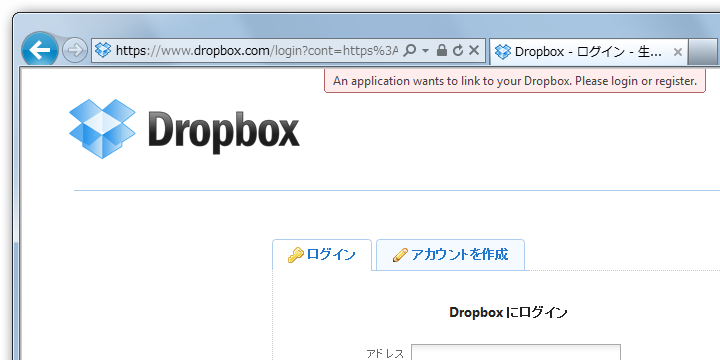 https://www.dropbox.com/login?cont=https%3A
Dropbox - ログイン - 生...
An application wants to link to your Dropbox. Please login or register.
Dropbox
ログイン
アカウントを作成
Dropbox にログイン
アドレス